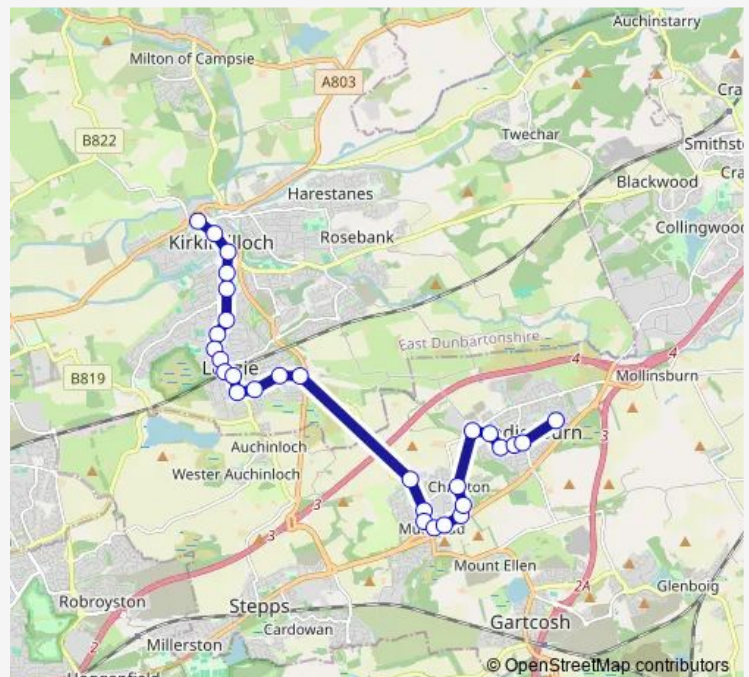 Auchinstarry
Milton of Campsie
A803
Cra
B822
Twechar
Smithst
Cra
Blackwood
Harestanes
Collingwood
Rosebank
East Dunbartonshire
4
4
B819
Mollinsburn
3
Auchinloch
Wester Auchinloch
3
3
Mount Ellen
2A
Glenboig
Robroyston
Stepps
Gartcosh
Cardowan
2
Millerston
© OpenStreetMap contributors